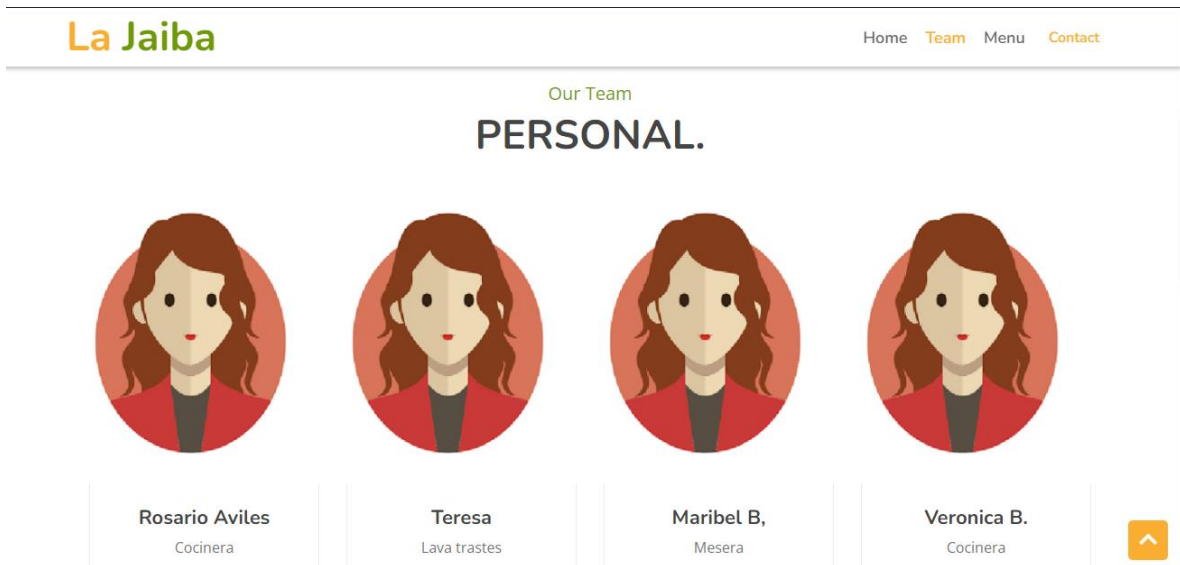 La Jaiba
Home Team Menu Contact
Our Team
PERSONAL.
Rosario Aviles
Cocinera
Teresa
Lava trastes
Maribel B,
Mesera
Veronica B.
Cocinera